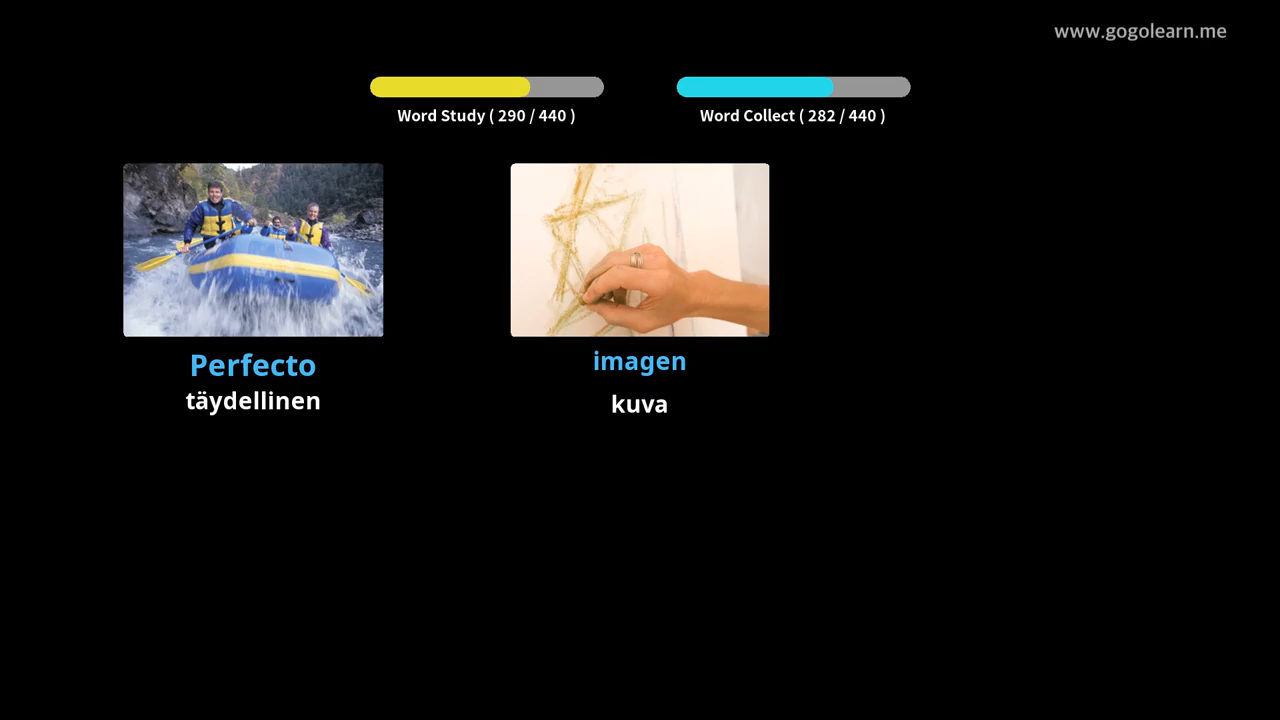 www.gogolearn.me
Word Study ( 290 / 440 )
Word Collect ( 282 / 440 )
Perfecto
täydellinen
imagen
kuva